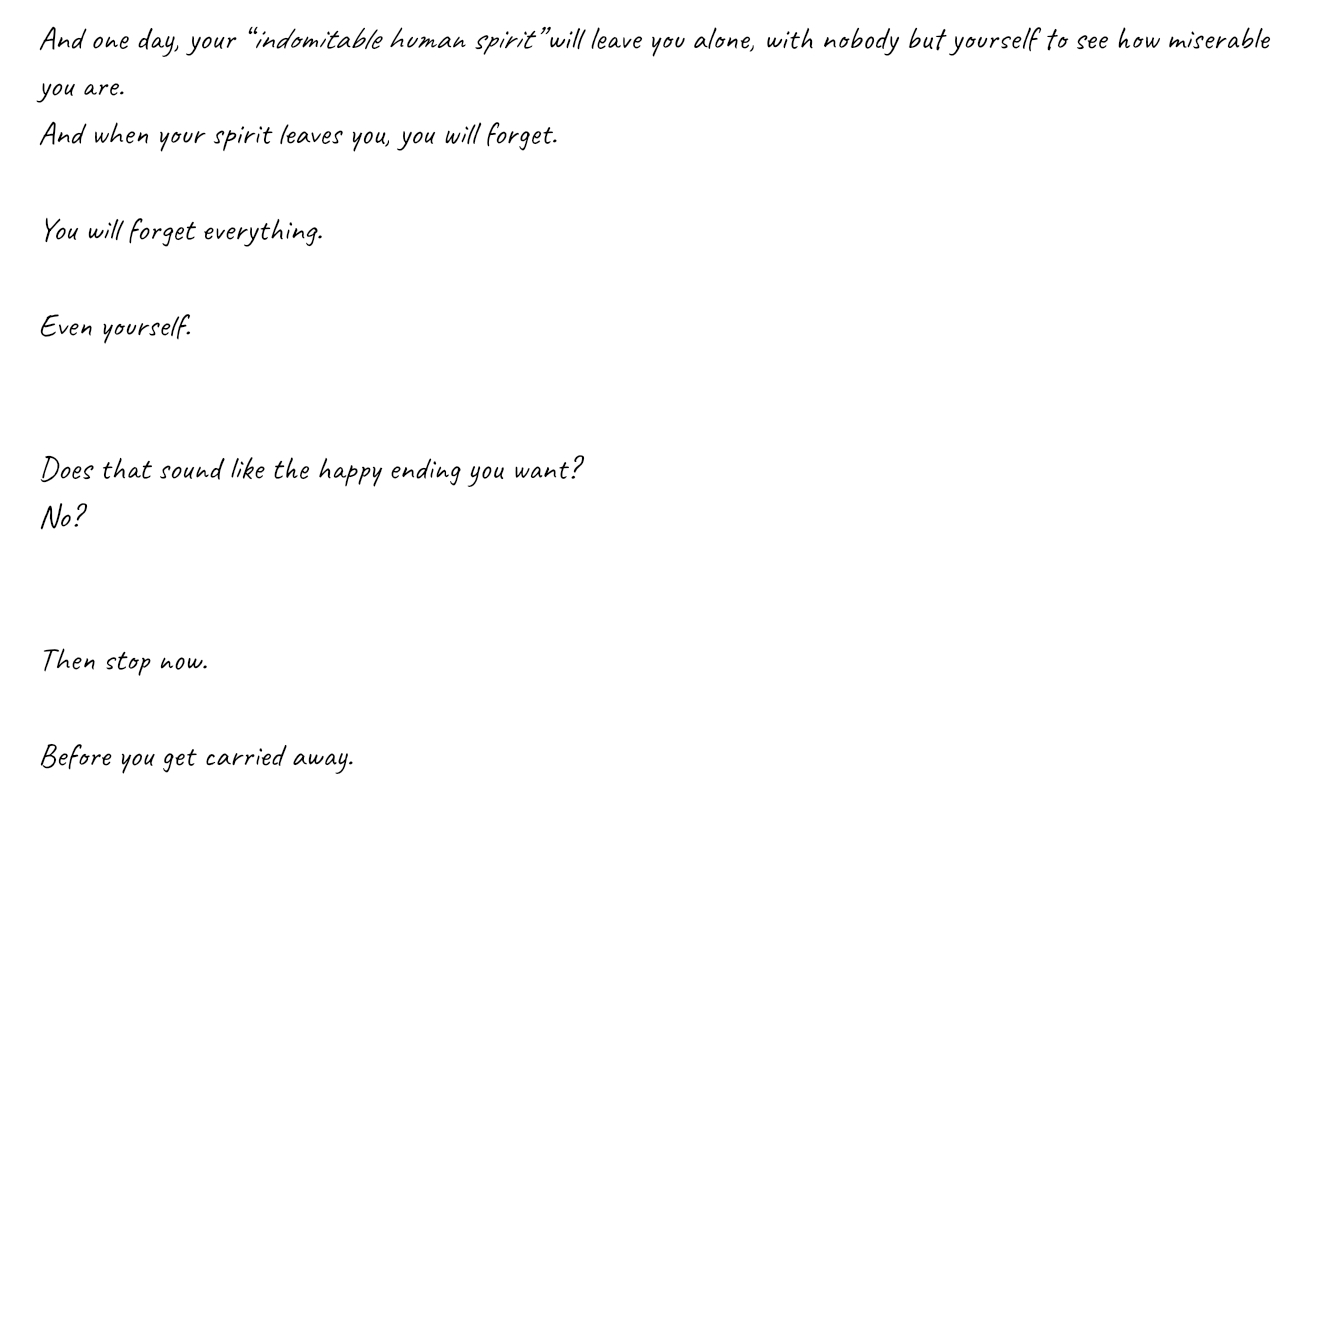 And one day, your “indomitable human spirit”will leave you alone, with nobody but yourself to see how miserable
you are.
And when your spirit leaves you, you will forget.
You will forget everything.
Even yourself.
Does that sound like the happy ending you want?
No?
Then stop now.
Before you get carried away.